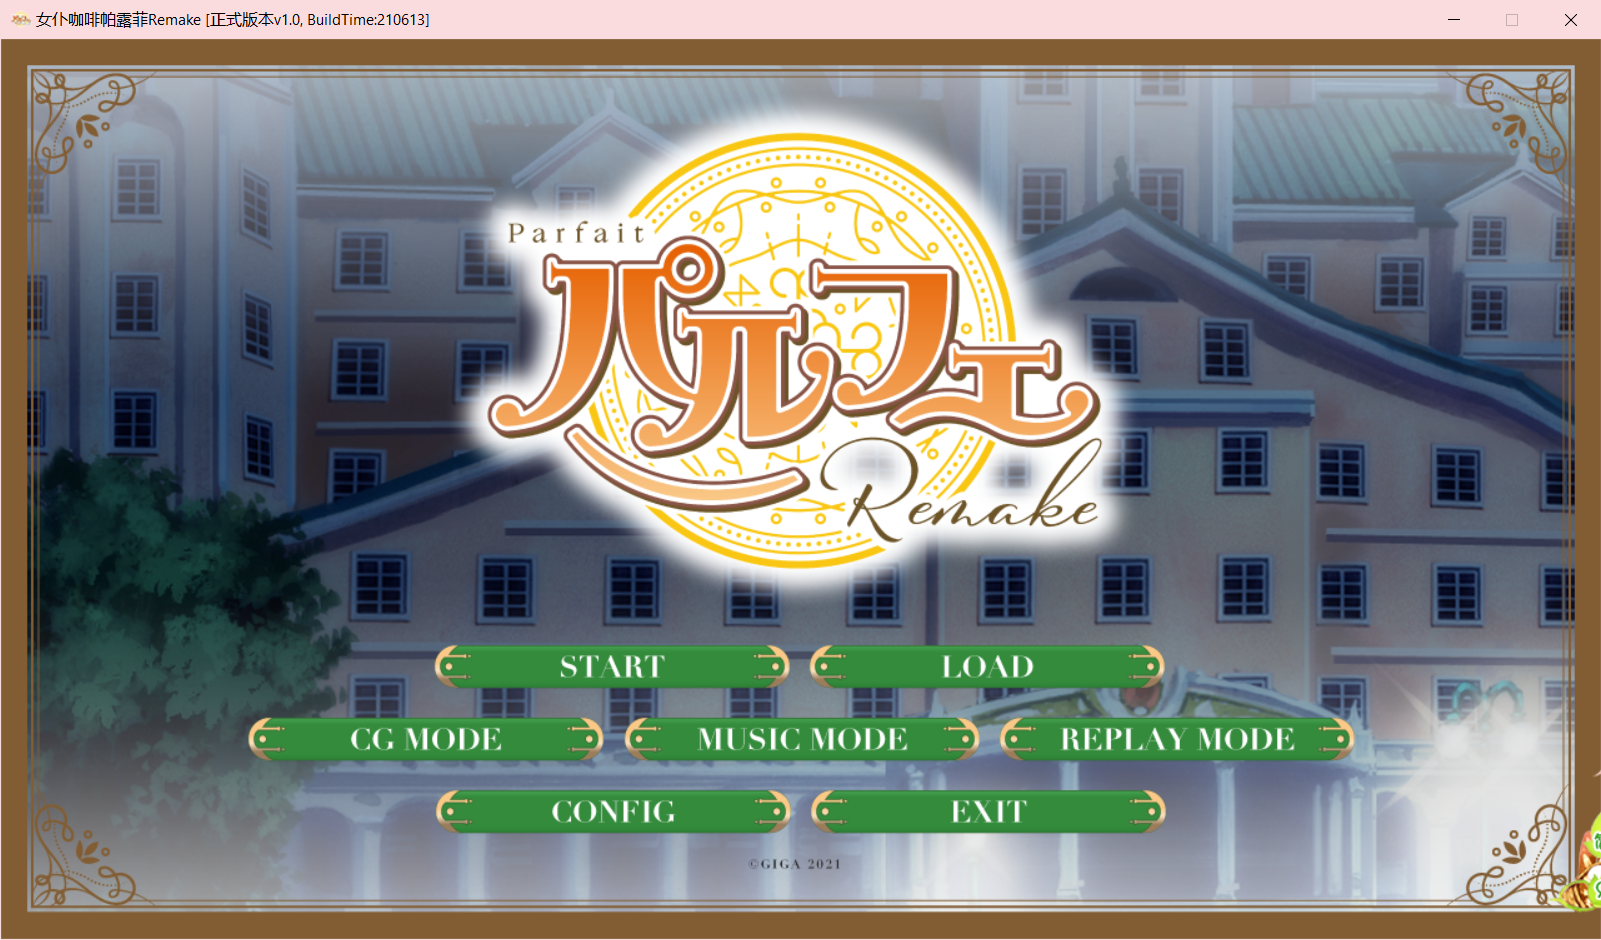 女仆咖啡帕露菲Remake [正式版本v1.0, BuildTime:210613]
Parfait
パルフェ
Remake
START
LOAD
CG MODE
MUSIC MODE
REPLAY MODE
CONFIG
EXIT
©GIGA 2021